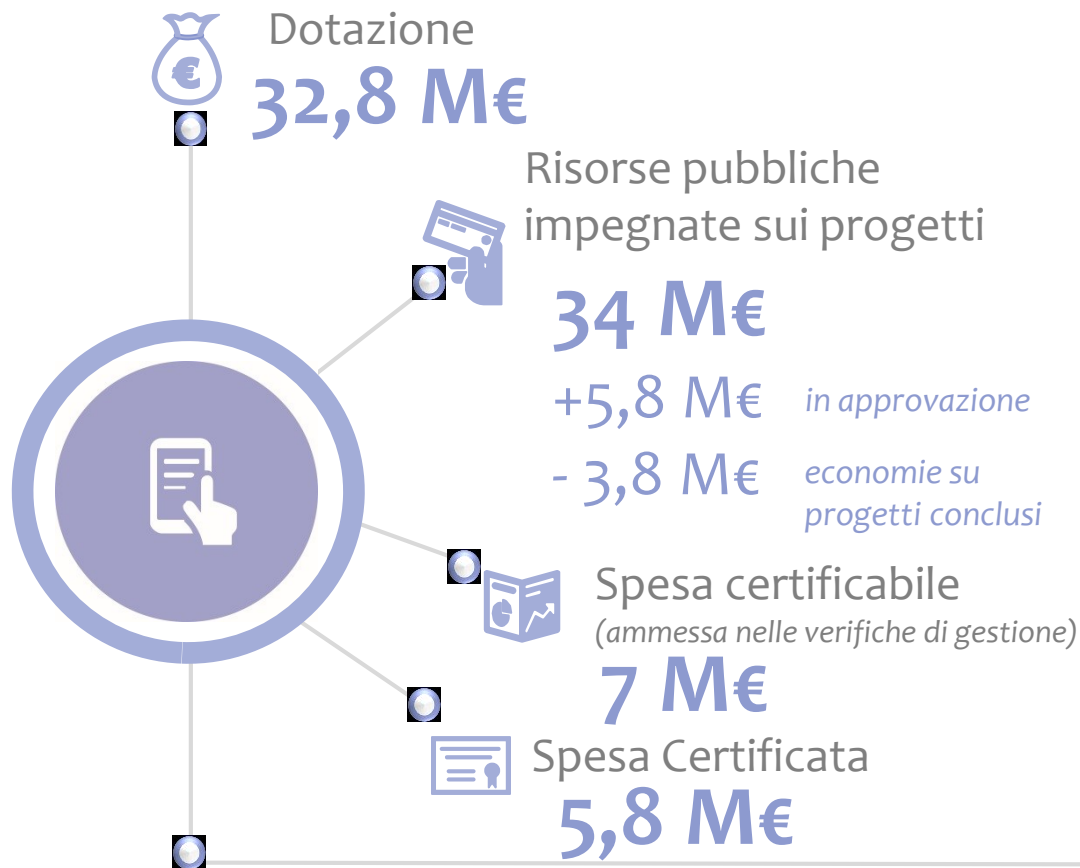 Dotazione
32,8 M€
Risorse pubbliche
impegnate sui progetti
34 M€
+5,8 M€ in approvazione
- 3,8 M€ economie su
progetti conclusi
Spesa certificabile
(ammessa nelle verifiche di gestione)
7 M€
Spesa Certificata
5,8 M€